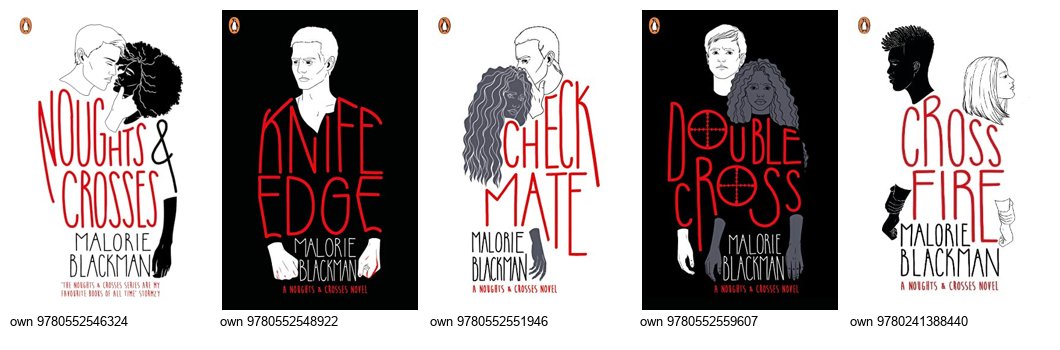 NOUGHTS &
CROSSES
MALORIE
BLACKMAN
'THE NOUGHTS & CROSSES SERIES ARE MY
FAVOURITE BOOKS OF ALL TIME' STORMZY
own 9780552546324
KNIFE
EDGE
MALORIE
BLACKMAN
A NOUGHTS & CROSSES NOVEL
own 9780552548922
CHECK
MATE
MALORIE
BLACKMAN
A NOUGHTS & CROSSES NOVEL
own 9780552551946
DOUBLE
CROSS
MALORIE
BLACKMAN
A NOUGHTS & CROSSES NOVEL
own 9780552559607
CROSS
FIRE
MALORIE
BLACKMAN
A NOUGHTS & CROSSES NOVEL
own 9780241388440